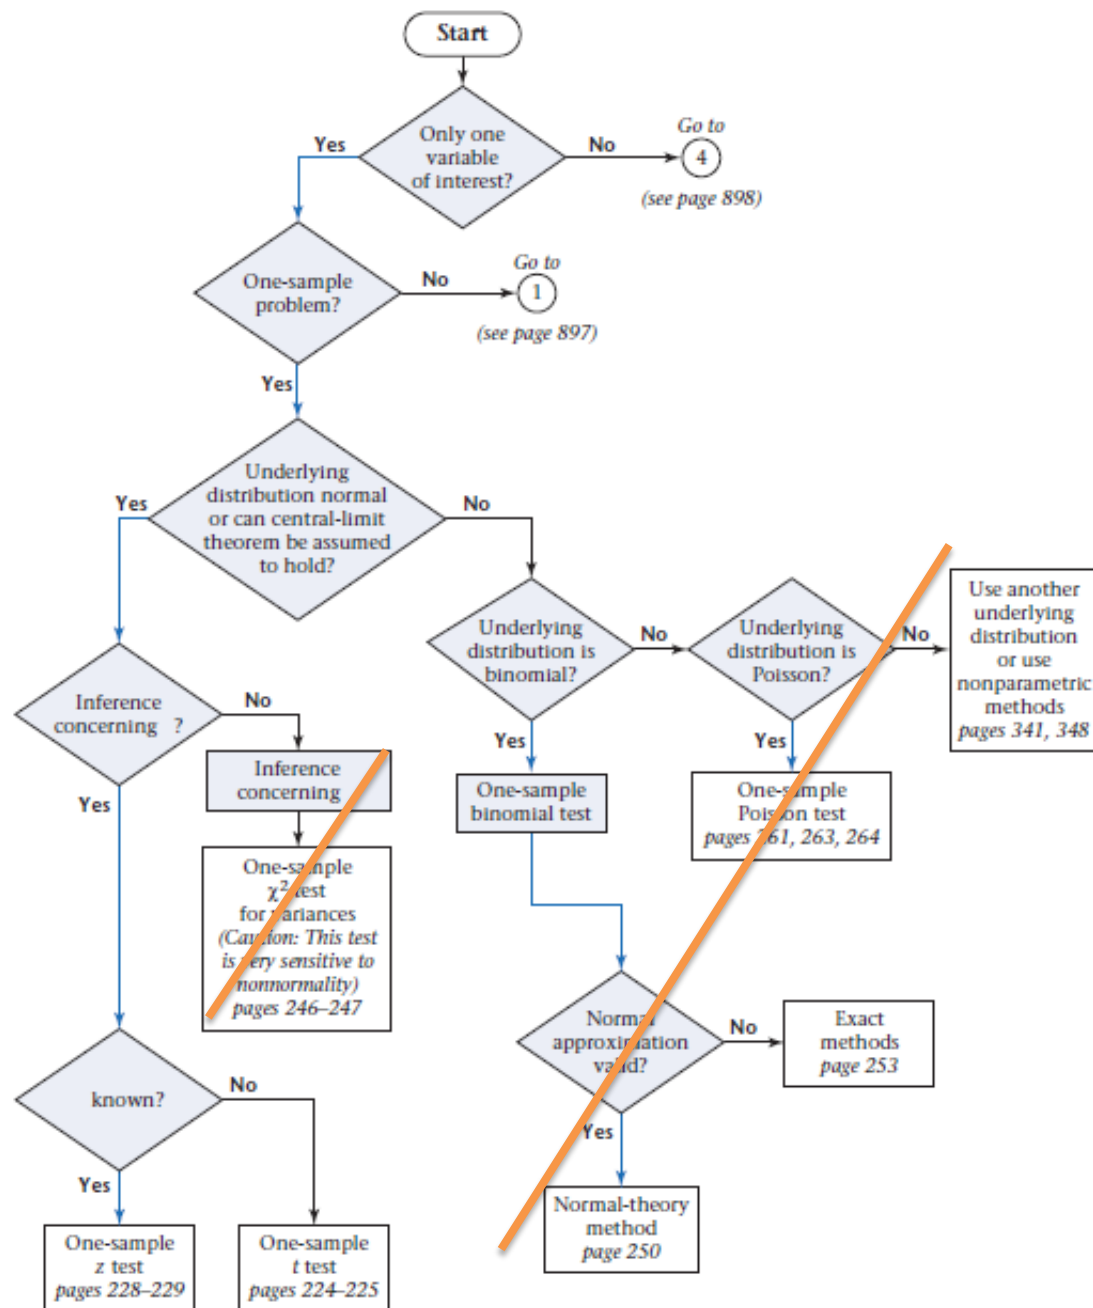 Start
Only one
variable
of interest?
Yes
No
Go to
4
(see page 898)
One-sample
problem?
No
Go to
1
(see page 897)
Yes
Underlying
distribution normal
or can central-limit
theorem be assumed
to hold?
Yes
No
Underlying
distribution is
binomial?
No
Underlying
distribution is
Poisson?
No
Use another
underlying
distribution
or use
nonparametric
methods
pages 341, 348
Inference
concerning ?
No
Inference
concerning
Yes
One-sample
χ² test
for variances
(Caution: This test
is very sensitive to
nonnormality)
pages 246–247
Yes
One-sample
binomial test
Yes
One-sample
Poisson test
pages 261, 263, 264
Normal
approximation
valid?
No
Exact
methods
page 253
Yes
Normal-theory
method
page 250
known?
No
Yes
One-sample
z test
pages 228–229
One-sample
t test
pages 224–225